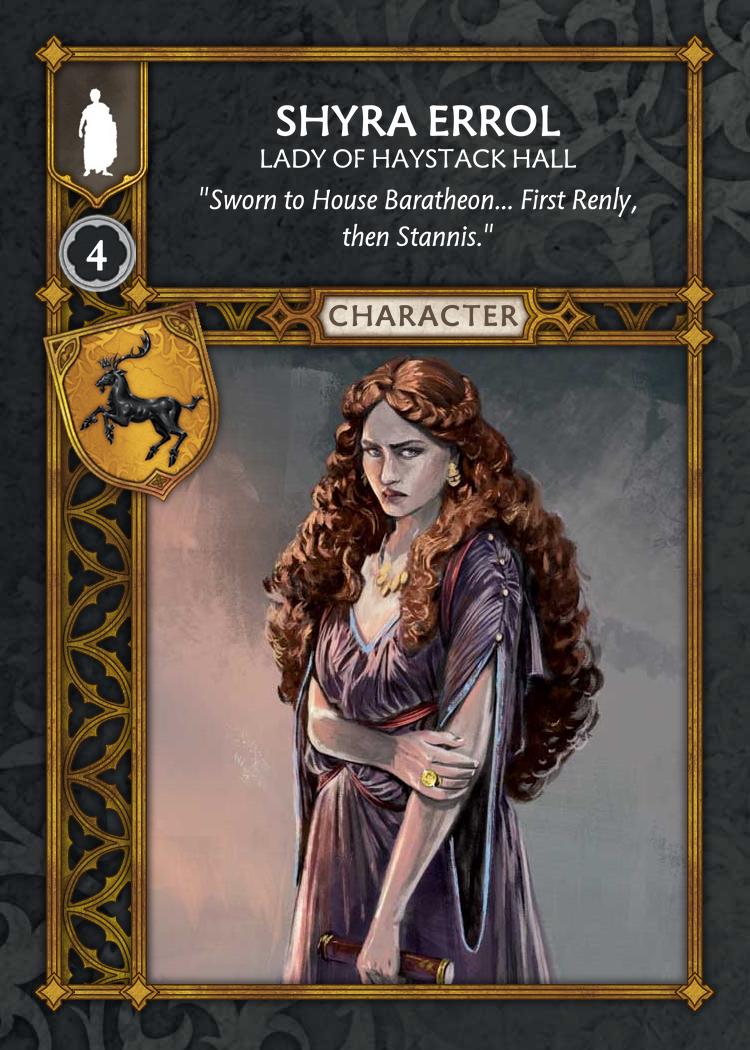 SHYRA ERROL
LADY OF HAYSTACK HALL
"Sworn to House Baratheon... First Renly,
then Stannis."
4
CHARACTER